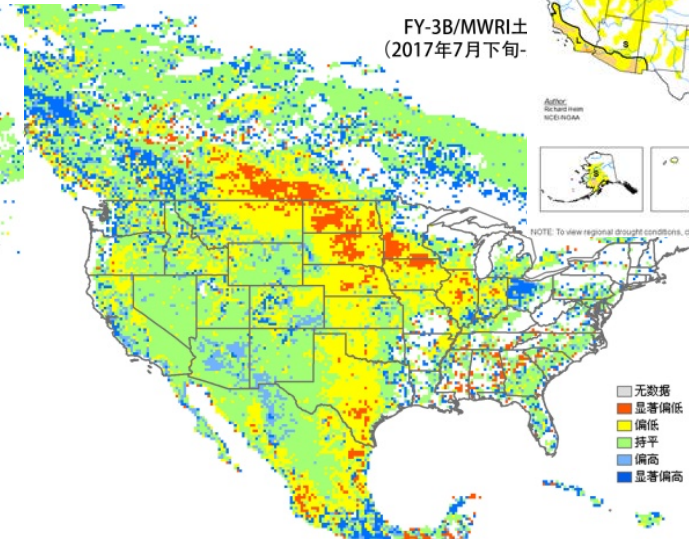 FY-3B/MWRI土
(2017年7月下旬-
L
S
Author:
Richard Heim
NCEI-NOAA
S
NOTE: To view regional drought conditions, c
无数据
显著偏低
偏低
持平
偏高
显著偏高